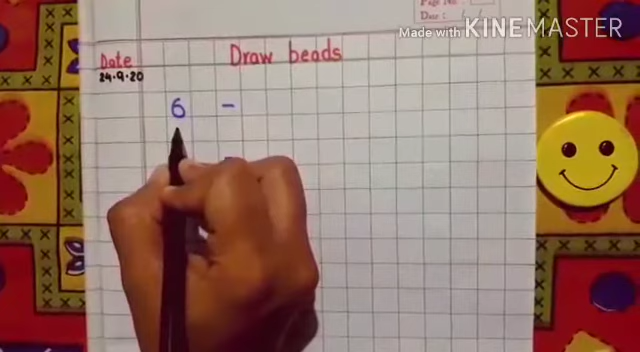 Page No:
Date: / /
Made with KINEMASTER
Date Draw beads
24.9.20
6 -